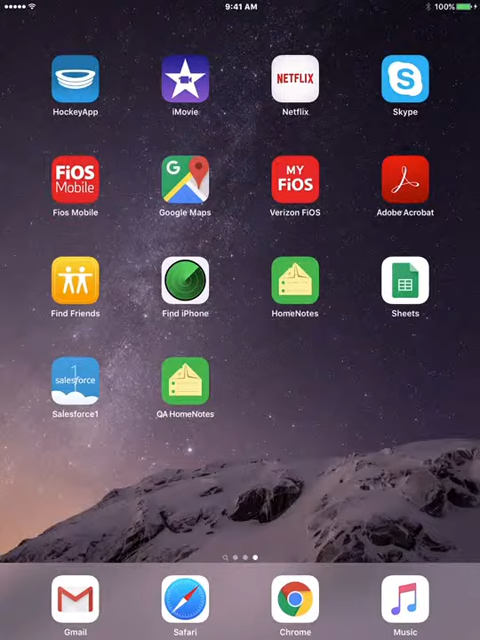 9:41 AM 100%
HockeyApp iMovie NETFLIX Netflix Skype
FiOS Mobile Fios Mobile G Google Maps MY FiOS Verizon FiOS Adobe Acrobat
Find Friends Find iPhone HomeNotes Sheets
salesforce 1 Salesforce1 QA HomeNotes
Gmail Safari Chrome Music